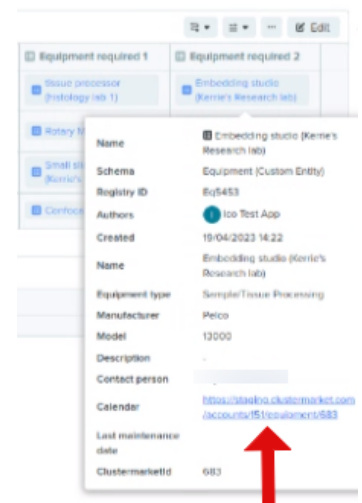 Edit
Equipment required 1
Equipment required 2
Tissue processor
(histology lab 1)
Embedding studio
(Kerrie's Research lab)
Rotary M
Small stu
(Kerrie's
Confoca
Name
Embedding studio (Kerrie's
Research lab)
Schema
Equipment (Custom Entity)
Registry ID
Eq5453
Authors
Ico Test App
Created
19/04/2023 14:22
Name
Embedding studio (Kerrie's
Research lab)
Equipment type
Sample/Tissue Processing
Manufacturer
Pelco
Model
13000
Description
-
Contact person
Calendar
https://staging.clustermarket.com
/accounts/151/equipment/683
Last maintenance
date
ClustermarketId
683